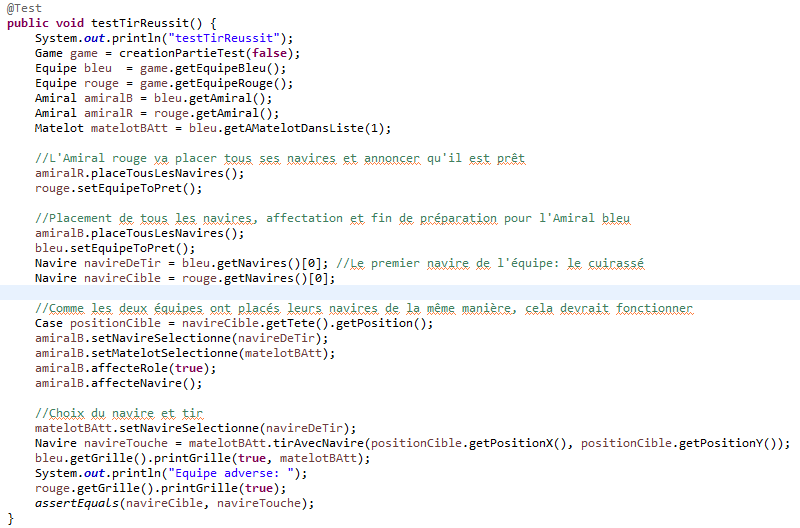 @Test
public void testTirReussit() {
System.out.println("testTirReussit");
Game game = creationPartieTest(false);
Equipe bleu  = game.getEquipeBleu();
Equipe rouge = game.getEquipeRouge();
Amiral amiralB = bleu.getAmiral();
Amiral amiralR = rouge.getAmiral();
Matelot matelotBAtt = bleu.getAMatelotDansListe(1);
//L'Amiral rouge va placer tous ses navires et annoncer qu'il est prêt
amiralR.placeTousLesNavires();
rouge.setEquipeToPret();
//Placement de tous les navires, affectation et fin de préparation pour l'Amiral bleu
amiralB.placeTousLesNavires();
bleu.setEquipeToPret();
Navire navireDeTir = bleu.getNavires()[0]; //Le premier navire de l'équipe: le cuirassé
Navire navireCible = rouge.getNavires()[0];
//Comme les deux équipes ont placés leurs navires de la même manière, cela devrait fonctionner
Case positionCible = navireCible.getTete().getPosition();
amiralB.setNavireSelectionne(navireDeTir);
amiralB.setMatelotSelectionne(matelotBAtt);
amiralB.affecteRole(true);
amiralB.affecteNavire();
//Choix du navire et tir
matelotBAtt.setNavireSelectionne(navireDeTir);
Navire navireTouche = matelotBAtt.tirAvecNavire(positionCible.getPositionX(), positionCible.getPositionY());
bleu.getGrille().printGrille(true, matelotBAtt);
System.out.println("Equipe adverse: ");
rouge.getGrille().printGrille(true);
assertEquals(navireCible, navireTouche);
}